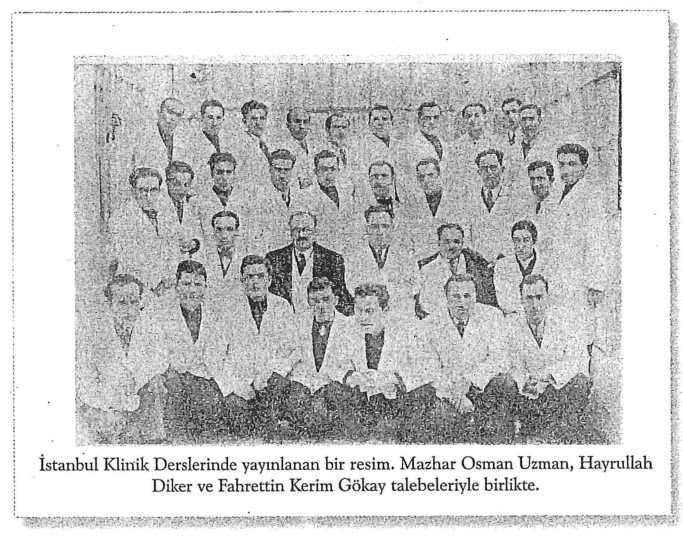 İstanbul Klinik Derslerinde yayınlanan bir resim. Mazhar Osman Uzman, Hayrullah
Diker ve Fahrettin Kerim Gökay talebeleriyle birlikte.